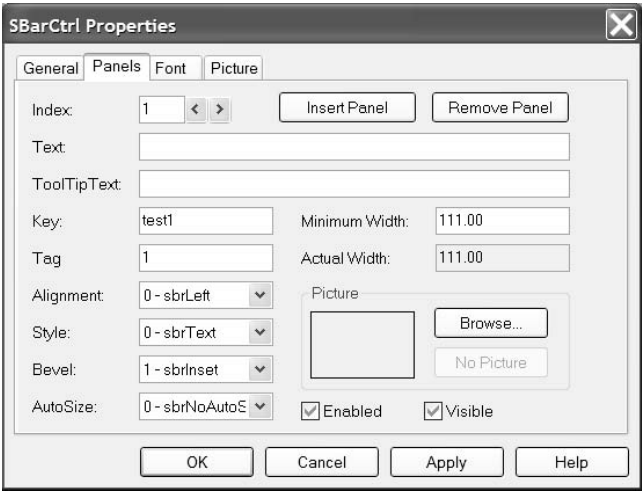 SBarCtrl Properties
General Panels Font Picture
Index: 1 < > Insert Panel Remove Panel
Text:
ToolTipText:
Key: test1 Minimum Width: 111.00
Tag 1 Actual Width: 111.00
Alignment: 0 - sbrLeft Picture
Style: 0 - sbrText Browse...
Bevel: 1 - sbrInset No Picture
AutoSize: 0 - sbrNoAutoS Enabled Visible
OK Cancel Apply Help